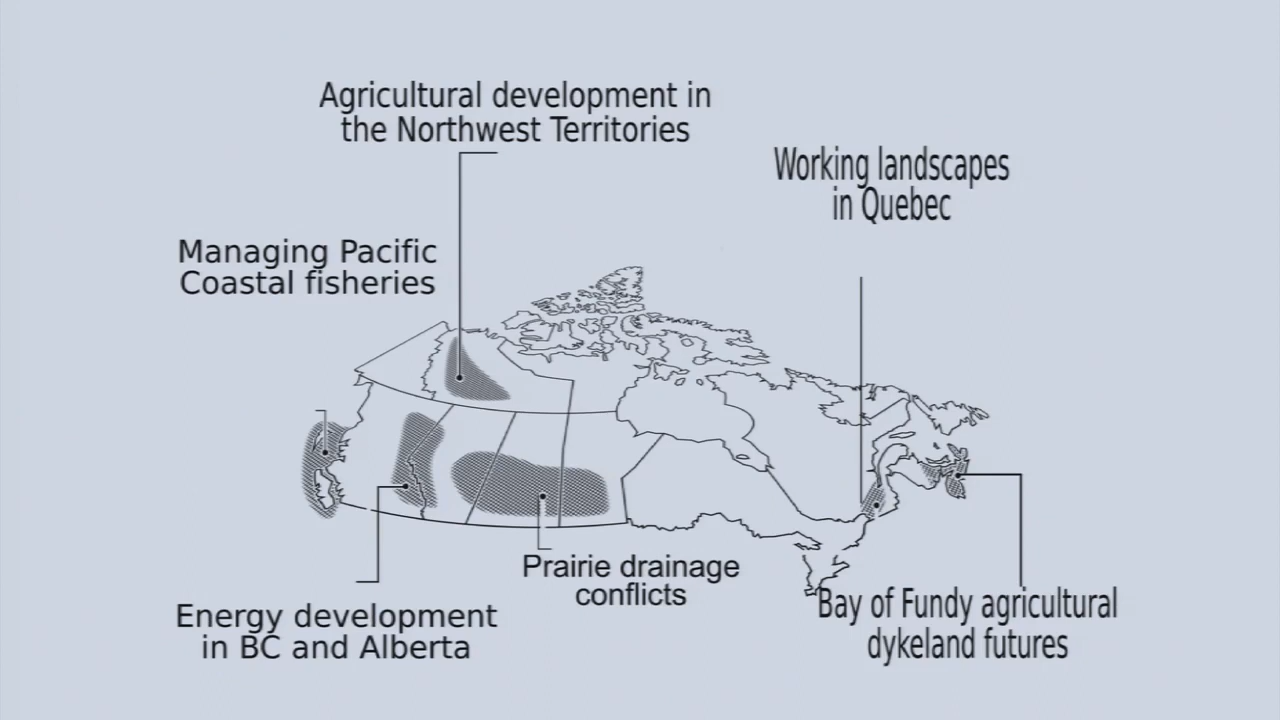 Agricultural development in
the Northwest Territories
Working landscapes
in Quebec
Managing Pacific
Coastal fisheries
Prairie drainage
conflicts
Energy development
in BC and Alberta
Bay of Fundy agricultural
dykeland futures